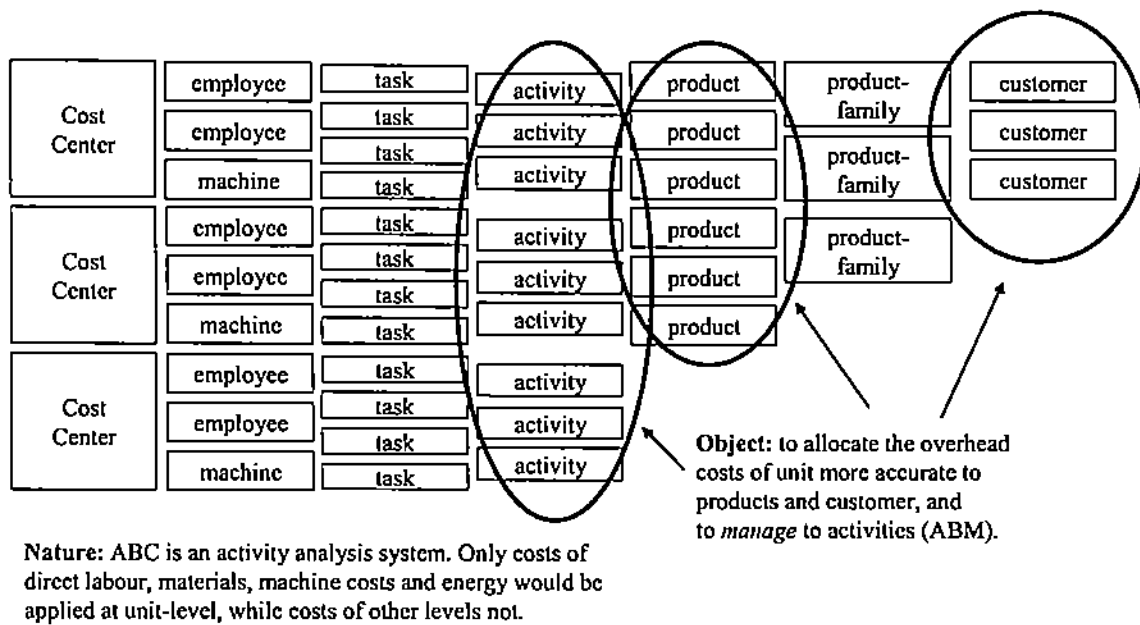 Cost
Center
Cost
Center
Cost
Center
employee
employee
machine
employee
employee
machine
employee
employee
machine
task
task
task
task
task
task
task
task
task
task
task
task
activity
activity
activity
activity
activity
activity
activity
activity
activity
product
product
product
product
product
product
product-
family
product-
family
product-
family
customer
customer
customer
Object: to allocate the overhead
costs of unit more accurate to
products and customer, and
to manage to activities (ABM).
Nature: ABC is an activity analysis system. Only costs of
direct labour, materials, machine costs and energy would be
applied at unit-level, while costs of other levels not.